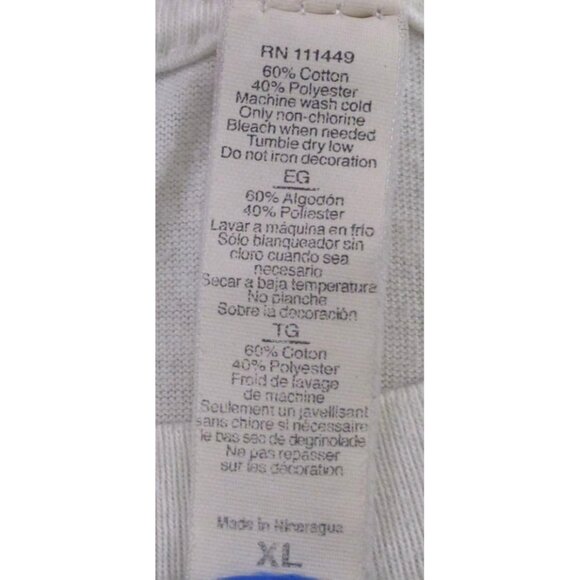 RN 111449
60% Cotton
40% Polyester
Machine wash cold
Only non-chlorine
Bleach when needed
Tumble dry low
Do not iron decoration
EG
60% Algodón
40% Poliester
Lavar a máquina en frío
Sólo blanqueador sin
cloro cuando sea
necesario
Secar a baja temperatura
No planche
Sobre la decoración
TG
60% Coton
40% Polyester
Froid de lavage
de machine
Seulement un javellisant
sans chlore si nécessaire
le bas sec de degrinolade
Ne pas repasser
sur les décoration
Made in Nicaragua
XL